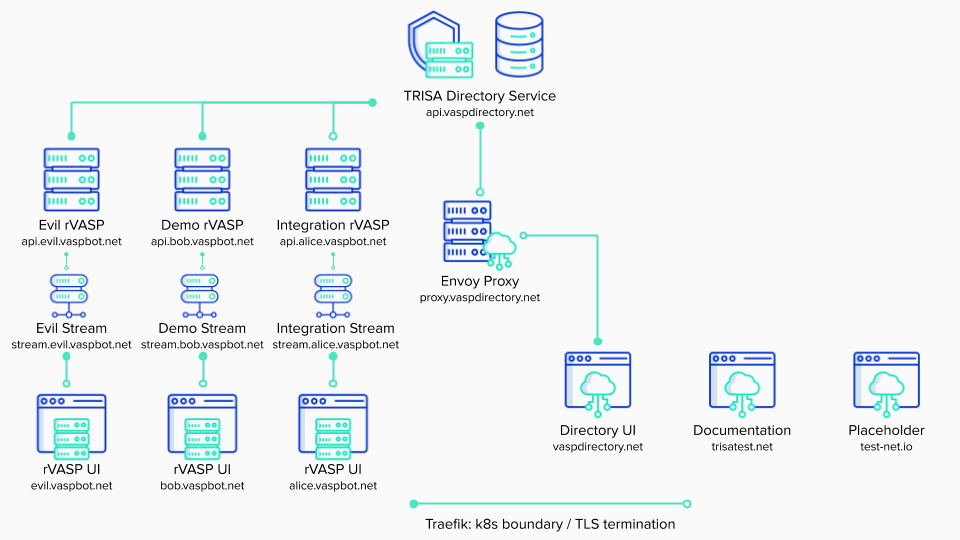 TRISA Directory Service
api.vaspdirectory.net
Evil rVASP
api.evil.vaspbot.net
Demo rVASP
api.bob.vaspbot.net
Integration rVASP
api.alice.vaspbot.net
Envoy Proxy
proxy.vaspdirectory.net
Evil Stream
stream.evil.vaspbot.net
Demo Stream
stream.bob.vaspbot.net
Integration Stream
stream.alice.vaspbot.net
Directory UI
vaspdirectory.net
Documentation
trisatest.net
Placeholder
test-net.io
rVASP UI
evil.vaspbot.net
rVASP UI
bob.vaspbot.net
rVASP UI
alice.vaspbot.net
Traefik: k8s boundary / TLS termination